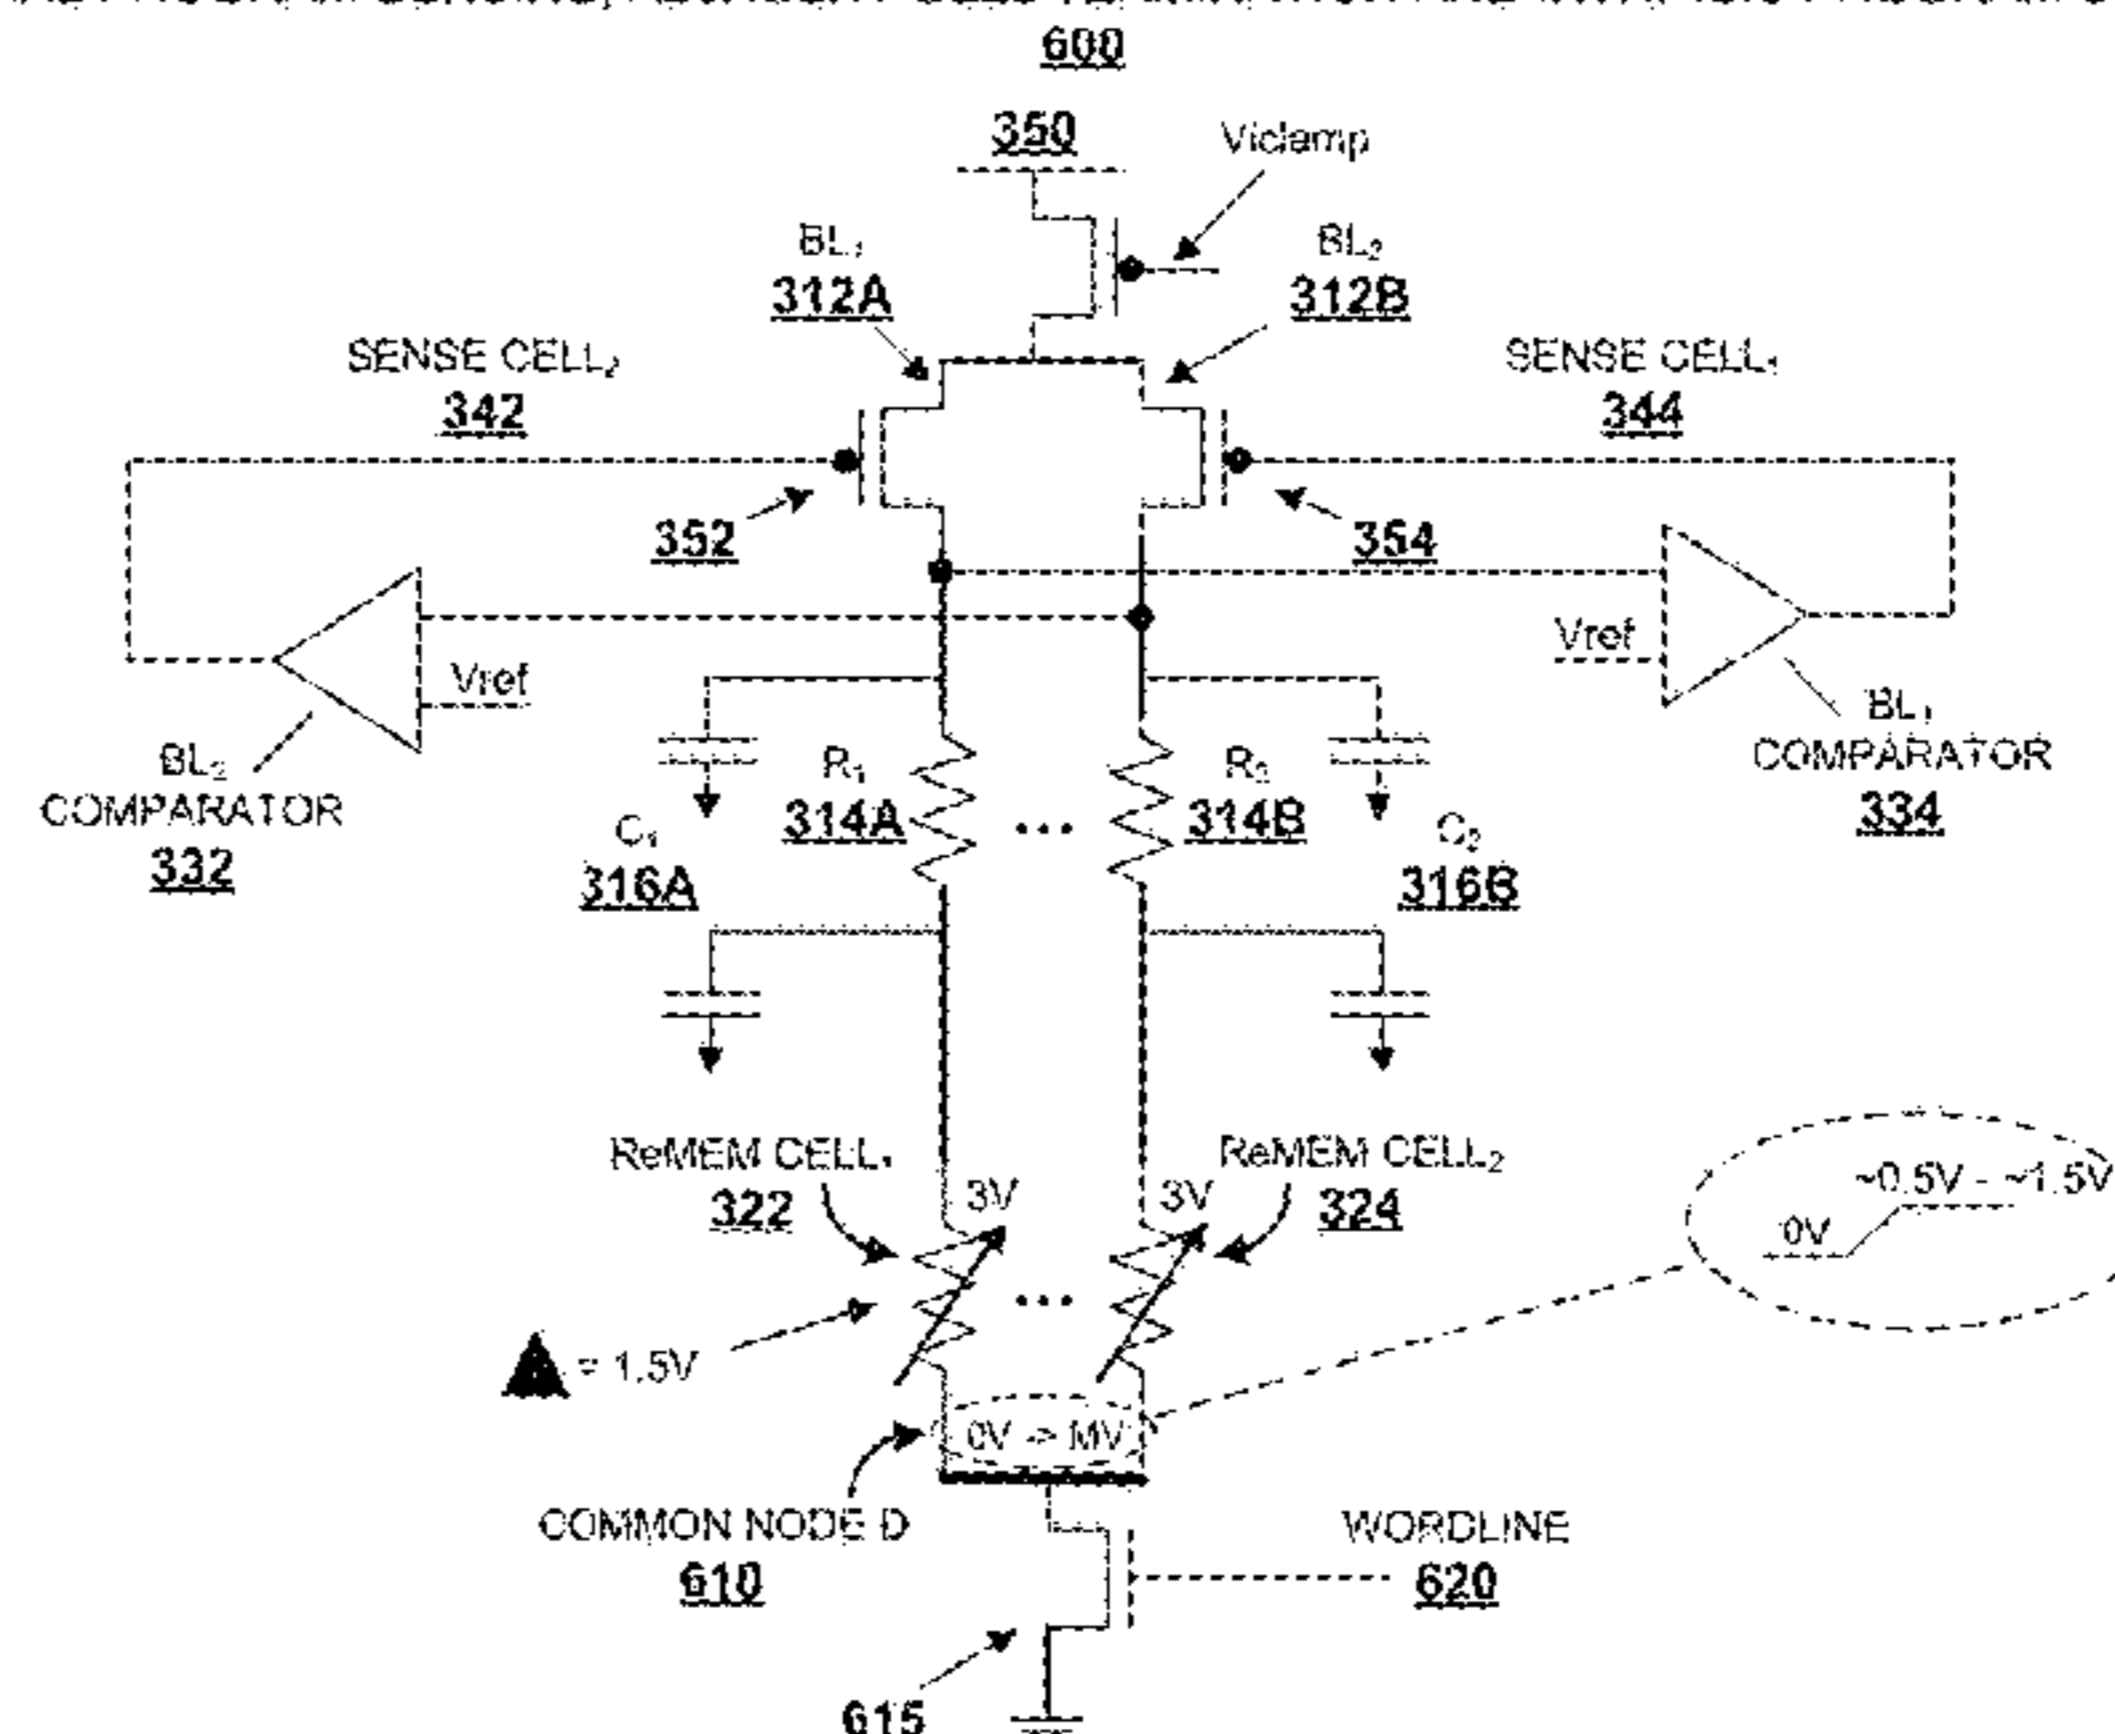 600
350
Viclamp
BL₁
312A
BL₂
312B
SENSE CELL₂
342
SENSE CELL₁
344
352
354
Vref
Vref
BL₂
COMPARATOR
332
BL₁
COMPARATOR
334
R₁
314A
...
R₂
314B
C₁
316A
C₂
316B
ReMEM CELL₁
322
3V
3V
ReMEM CELL₂
324
~0.5V - ~1.5V
0V
...
= 1.5V
0V -> MV
COMMON NODE D
610
WORDLINE
620
615